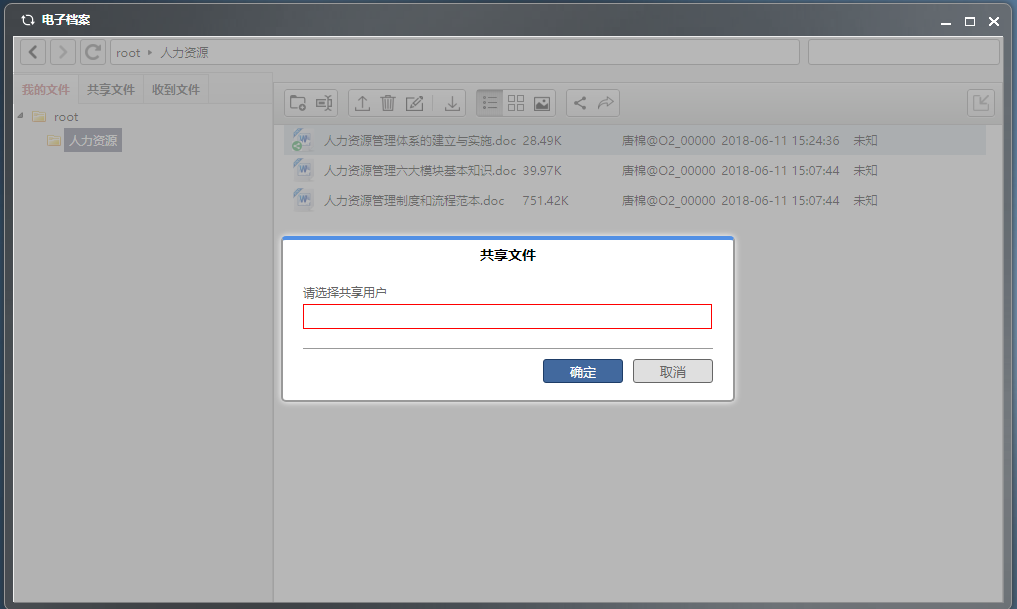 电子档案
root ▸ 人力资源
我的文件 共享文件 收到文件
root
人力资源
人力资源管理体系的建立与实施.doc 28.49K 唐棉@O2_00000 2018-06-11 15:24:36 未知
人力资源管理六大模块基本知识.doc 39.97K 唐棉@O2_00000 2018-06-11 15:07:44 未知
人力资源管理制度和流程范本.doc 751.42K 唐棉@O2_00000 2018-06-11 15:07:44 未知
共享文件
请选择共享用户
确定 取消